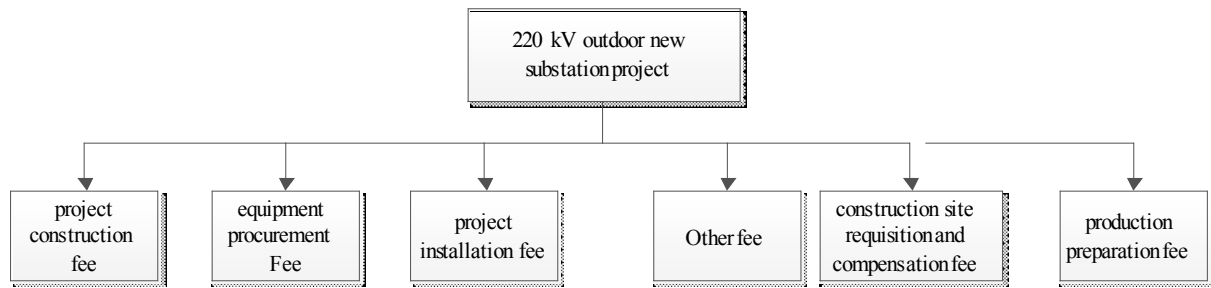 220 kV outdoor new
substation project
project
construction
fee
equipment
procurement
Fee
project
installation fee
Other fee
construction site
requisition and
compensation fee
production
preparation fee